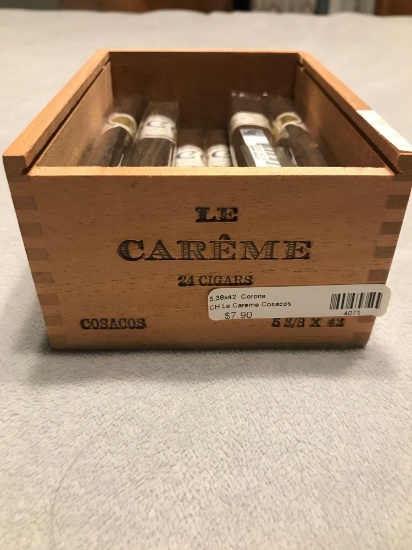 LE
CARÊME
24 CIGARS
5.38x42 Corona
CH Le Careme Cosacos
$7.90
4071
COSACOS
5 3/8 X 42